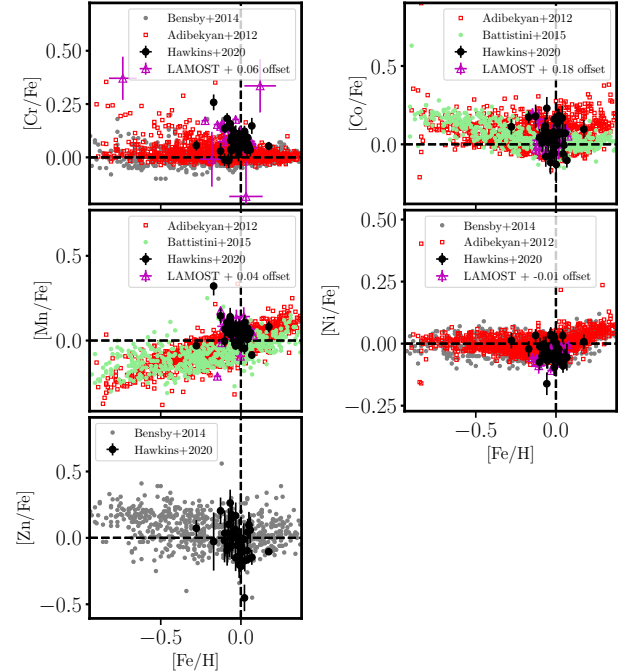 Bensby+2014
Adibekyan+2012
Hawkins+2020
LAMOST + 0.06 offset
[Cr/Fe]
0.50
0.25
0.00
Adibekyan+2012
Battistini+2015
Hawkins+2020
LAMOST + 0.18 offset
[Co/Fe]
0.5
0.0
Adibekyan+2012
Battistini+2015
Hawkins+2020
LAMOST + 0.04 offset
[Mn/Fe]
0.5
0.0
Bensby+2014
Adibekyan+2012
Hawkins+2020
LAMOST + -0.01 offset
[Ni/Fe]
0.50
0.25
0.00
−0.25
−0.5
0.0
[Fe/H]
Bensby+2014
Hawkins+2020
[Zn/Fe]
0.5
0.0
−0.5
−0.5
0.0
[Fe/H]